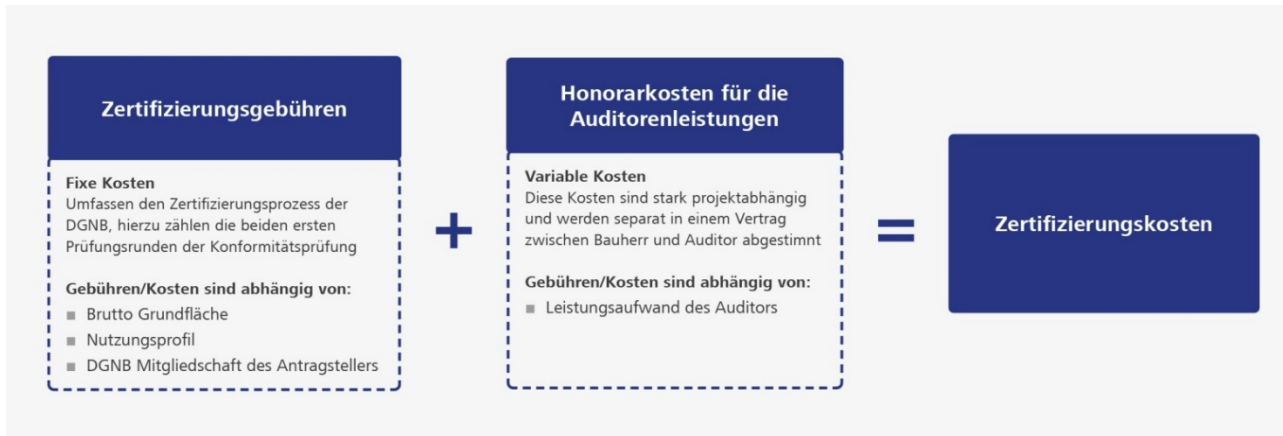 Zertifizierungsgebühren
Fixe Kosten
Umfassen den Zertifizierungsprozess der
DGNB, hierzu zählen die beiden ersten
Prüfungsrunden der Konformitätsprüfung
Gebühren/Kosten sind abhängig von:
■ Brutto Grundfläche
■ Nutzungsprofil
■ DGNB Mitgliedschaft des Antragstellers
+
Honorarkosten für die
Auditorenleistungen
Variable Kosten
Diese Kosten sind stark projektabhängig
und werden separat in einem Vertrag
zwischen Bauherr und Auditor abgestimnt
Gebühren/Kosten sind abhängig von:
■ Leistungsaufwand des Auditors
=
Zertifizierungskosten